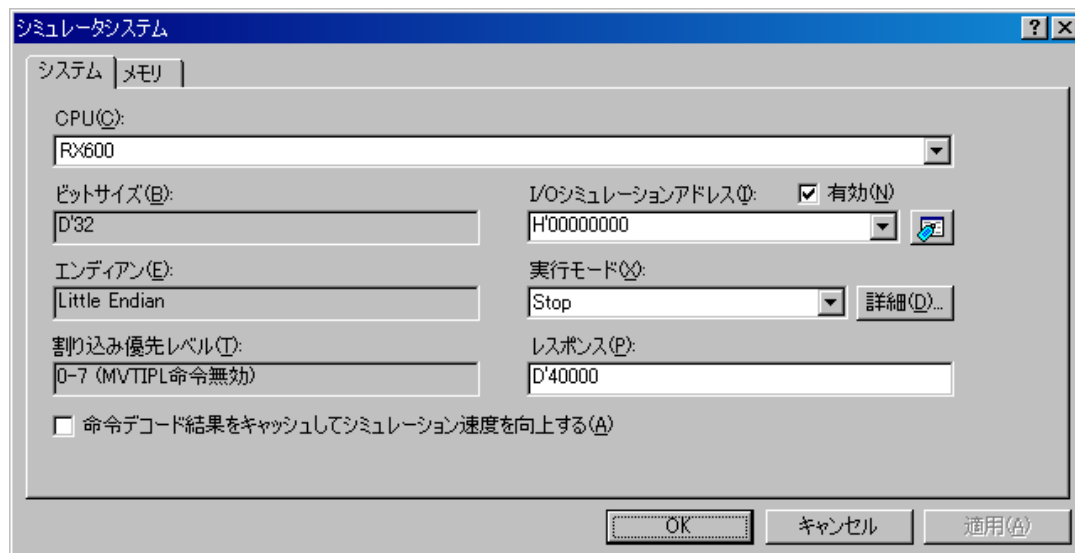 シミュレータシステム
システム メモリ
CPU(C):
RX600
ビットサイズ(B):
D'32
I/Oシミュレーションアドレス(I):
有効(N)
H'00000000
エンディアン(E):
Little Endian
実行モード(X):
Stop
詳細(D)...
割り込み優先レベル(T):
0-7 (MVTIPL命令無効)
レスポンス(P):
D'40000
命令デコード結果をキャッシュしてシミュレーション速度を向上する(A)
OK キャンセル 適用(A)